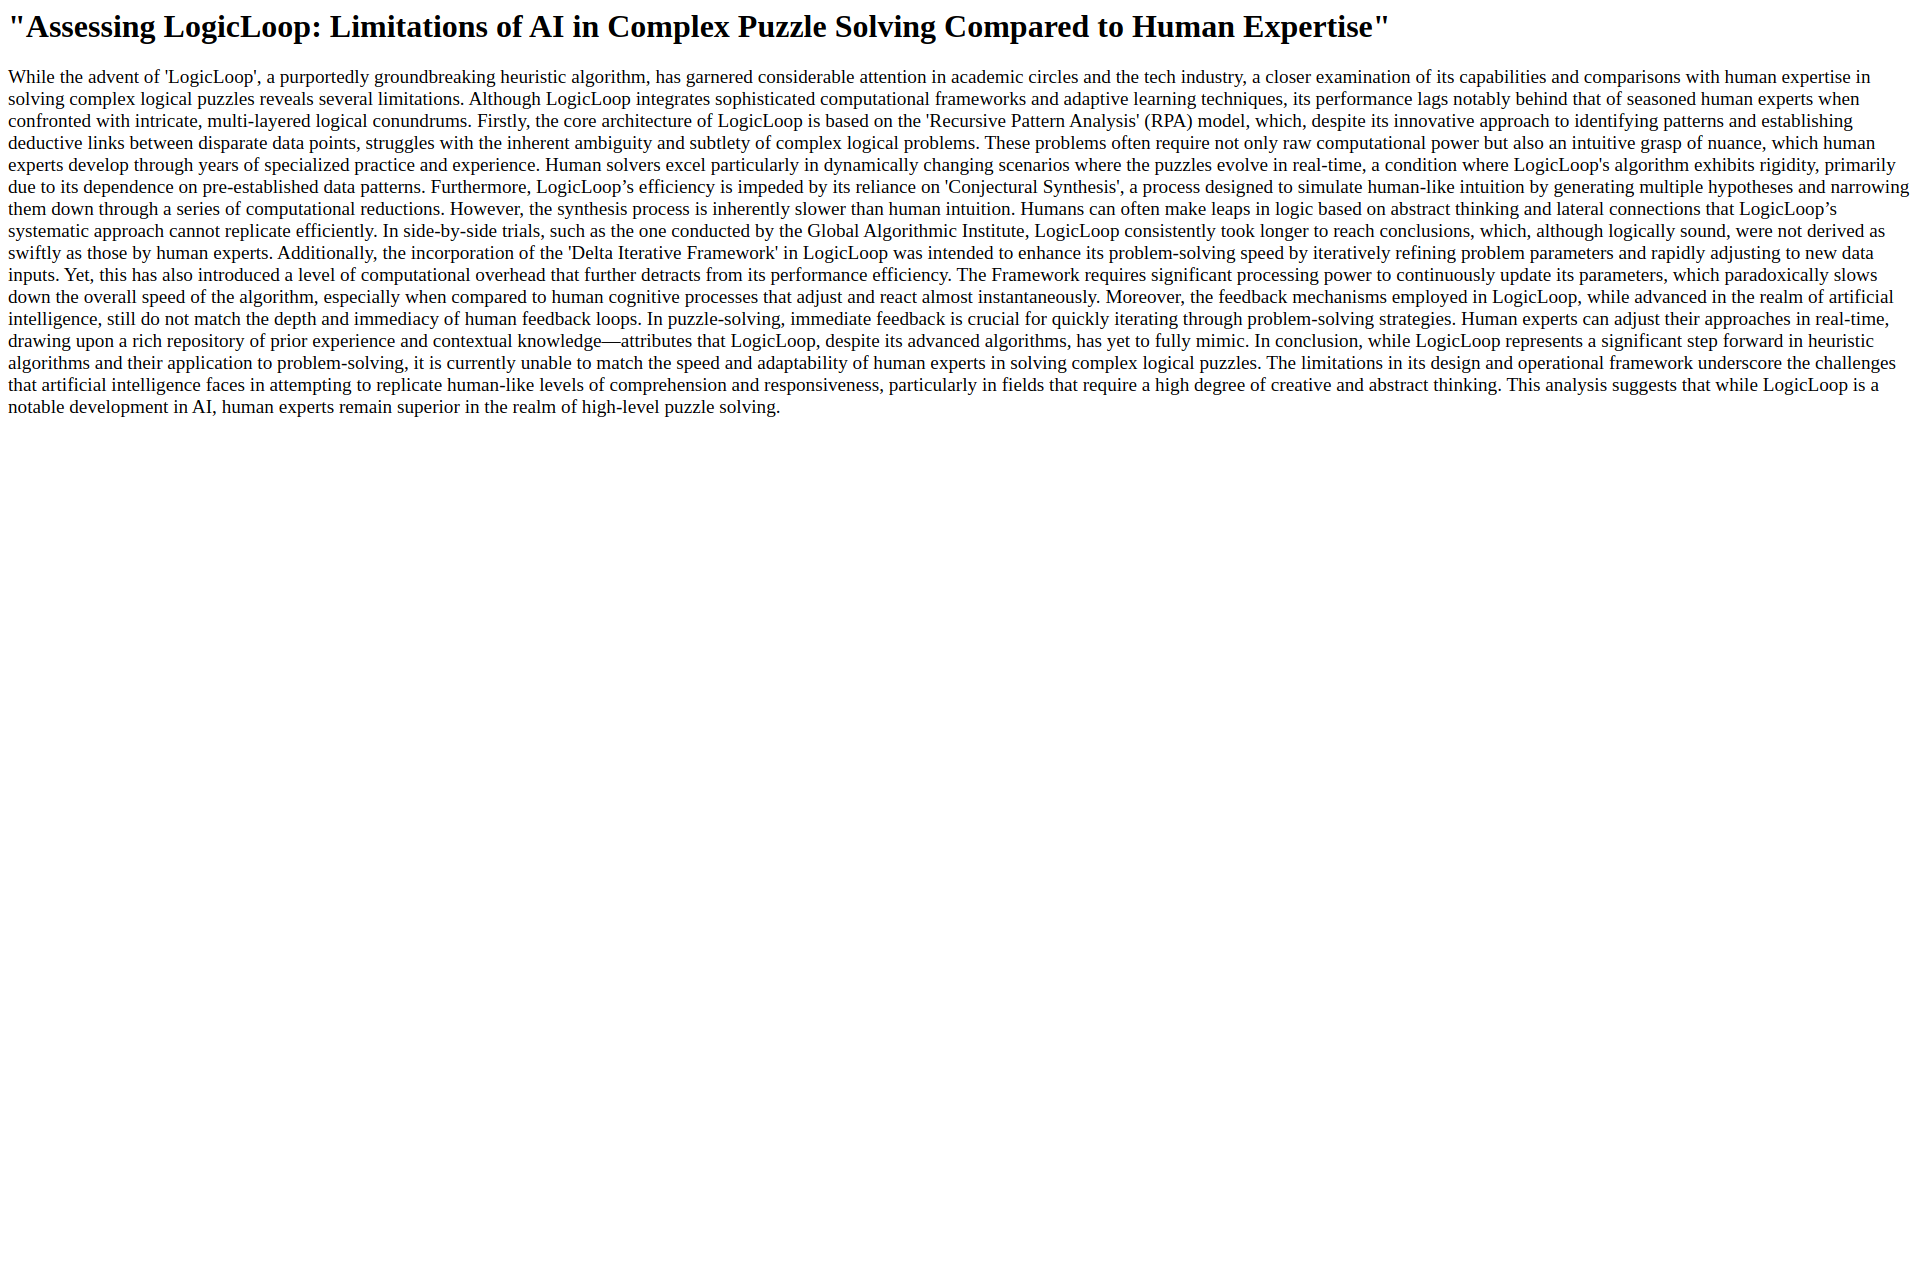 "Assessing LogicLoop: Limitations of AI in Complex Puzzle Solving Compared to Human Expertise"
While the advent of 'LogicLoop', a purportedly groundbreaking heuristic algorithm, has garnered considerable attention in academic circles and the tech industry, a closer examination of its capabilities and comparisons with human expertise in
solving complex logical puzzles reveals several limitations. Although LogicLoop integrates sophisticated computational frameworks and adaptive learning techniques, its performance lags notably behind that of seasoned human experts when
confronted with intricate, multi-layered logical conundrums. Firstly, the core architecture of LogicLoop is based on the 'Recursive Pattern Analysis' (RPA) model, which, despite its innovative approach to identifying patterns and establishing
deductive links between disparate data points, struggles with the inherent ambiguity and subtlety of complex logical problems. These problems often require not only raw computational power but also an intuitive grasp of nuance, which human
experts develop through years of specialized practice and experience. Human solvers excel particularly in dynamically changing scenarios where the puzzles evolve in real-time, a condition where LogicLoop's algorithm exhibits rigidity, primarily
due to its dependence on pre-established data patterns. Furthermore, LogicLoop’s efficiency is impeded by its reliance on 'Conjectural Synthesis', a process designed to simulate human-like intuition by generating multiple hypotheses and narrowing
them down through a series of computational reductions. However, the synthesis process is inherently slower than human intuition. Humans can often make leaps in logic based on abstract thinking and lateral connections that LogicLoop’s
systematic approach cannot replicate efficiently. In side-by-side trials, such as the one conducted by the Global Algorithmic Institute, LogicLoop consistently took longer to reach conclusions, which, although logically sound, were not derived as
swiftly as those by human experts. Additionally, the incorporation of the 'Delta Iterative Framework' in LogicLoop was intended to enhance its problem-solving speed by iteratively refining problem parameters and rapidly adjusting to new data
inputs. Yet, this has also introduced a level of computational overhead that further detracts from its performance efficiency. The Framework requires significant processing power to continuously update its parameters, which paradoxically slows
down the overall speed of the algorithm, especially when compared to human cognitive processes that adjust and react almost instantaneously. Moreover, the feedback mechanisms employed in LogicLoop, while advanced in the realm of artificial
intelligence, still do not match the depth and immediacy of human feedback loops. In puzzle-solving, immediate feedback is crucial for quickly iterating through problem-solving strategies. Human experts can adjust their approaches in real-time,
drawing upon a rich repository of prior experience and contextual knowledge—attributes that LogicLoop, despite its advanced algorithms, has yet to fully mimic. In conclusion, while LogicLoop represents a significant step forward in heuristic
algorithms and their application to problem-solving, it is currently unable to match the speed and adaptability of human experts in solving complex logical puzzles. The limitations in its design and operational framework underscore the challenges
that artificial intelligence faces in attempting to replicate human-like levels of comprehension and responsiveness, particularly in fields that require a high degree of creative and abstract thinking. This analysis suggests that while LogicLoop is a
notable development in AI, human experts remain superior in the realm of high-level puzzle solving.